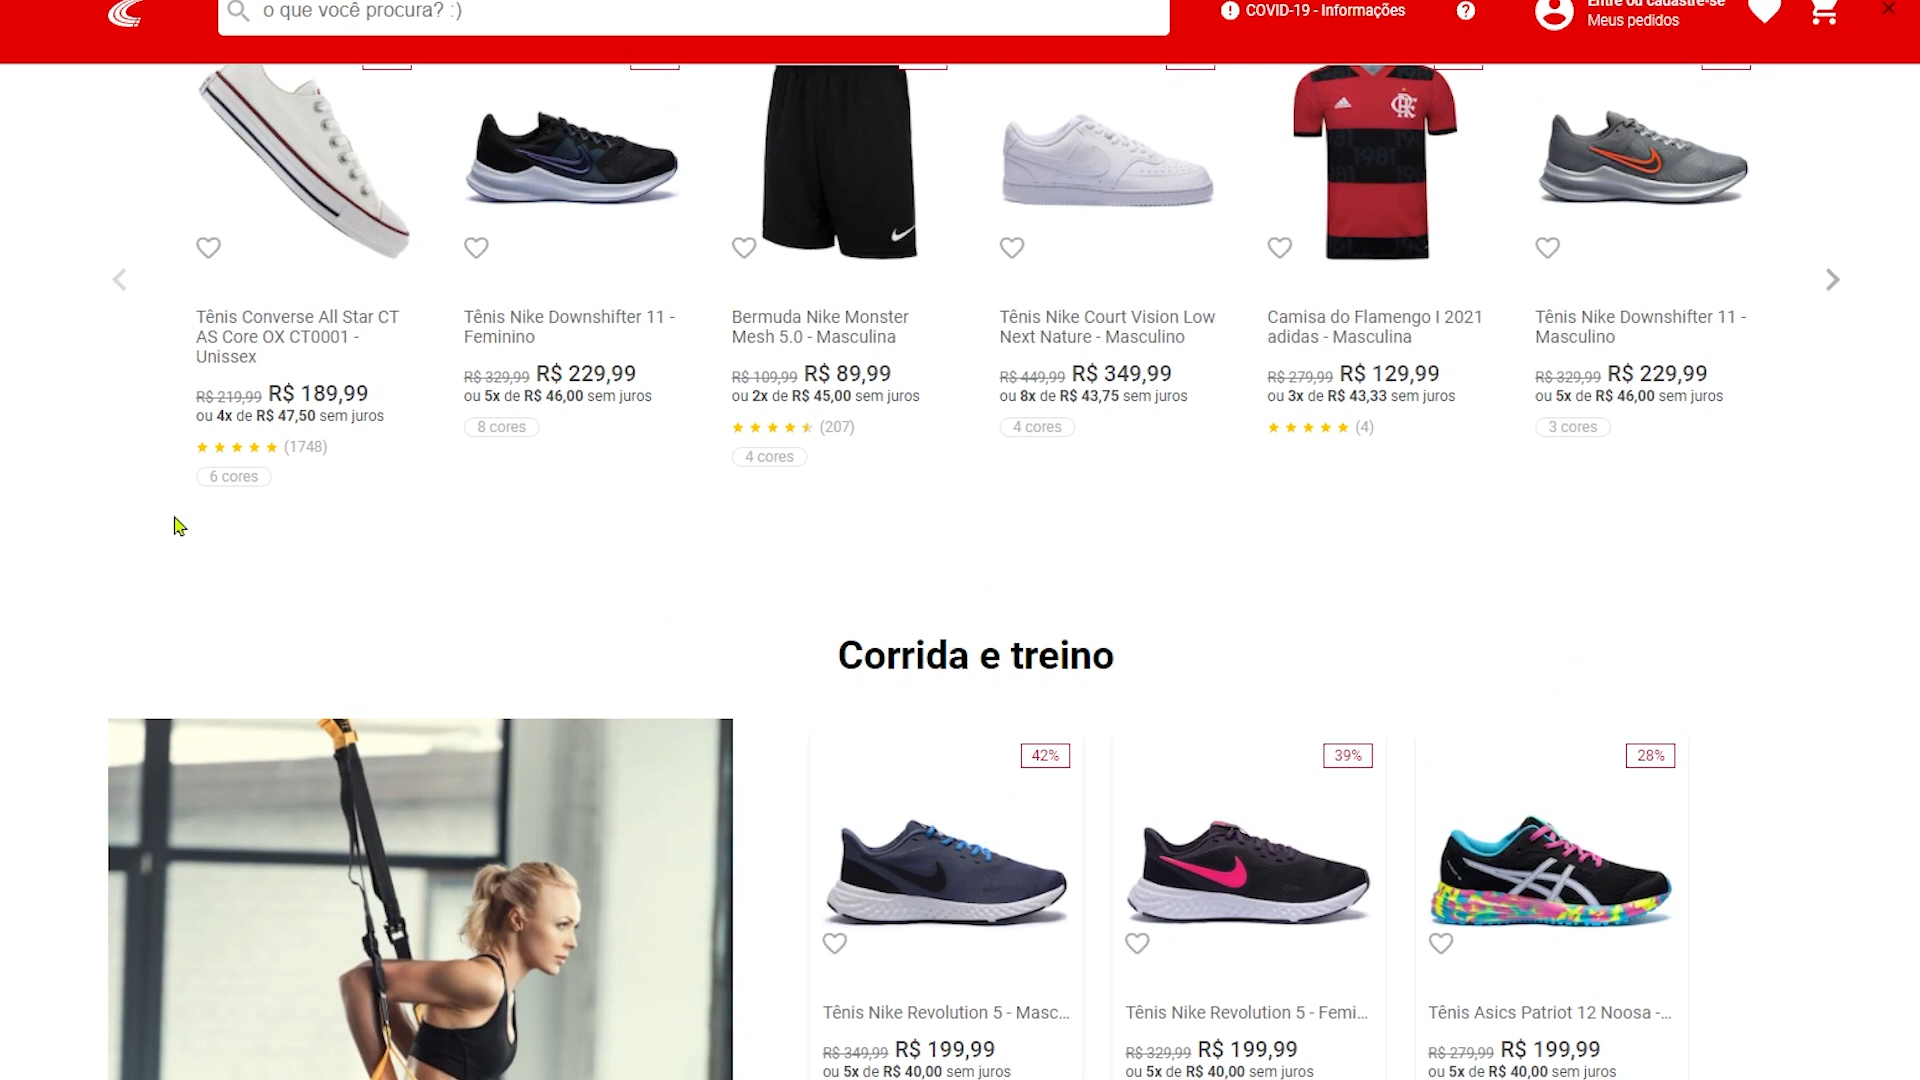 o que você procura? :)
COVID-19 - Informações
Entre ou cadastre-se
Meus pedidos
Tênis Converse All Star CT
AS Core OX CT0001 -
Unissex
R$ 219,99 R$ 189,99
ou 4x de R$ 47,50 sem juros
(1748)
6 cores
Tênis Nike Downshifter 11 -
Feminino
R$ 329,99 R$ 229,99
ou 5x de R$ 46,00 sem juros
8 cores
Bermuda Nike Monster
Mesh 5.0 - Masculina
R$ 109,99 R$ 89,99
ou 2x de R$ 45,00 sem juros
(207)
4 cores
Tênis Nike Court Vision Low
Next Nature - Masculino
R$ 449,99 R$ 349,99
ou 8x de R$ 43,75 sem juros
4 cores
Camisa do Flamengo I 2021
adidas - Masculina
R$ 279,99 R$ 129,99
ou 3x de R$ 43,33 sem juros
(4)
Tênis Nike Downshifter 11 -
Masculino
R$ 329,99 R$ 229,99
ou 5x de R$ 46,00 sem juros
3 cores
Corrida e treino
42%
Tênis Nike Revolution 5 - Masc...
R$ 349,99 R$ 199,99
ou 5x de R$ 40,00 sem juros
39%
Tênis Nike Revolution 5 - Femi...
R$ 329,99 R$ 199,99
ou 5x de R$ 40,00 sem juros
28%
Tênis Asics Patriot 12 Noosa -...
R$ 279,99 R$ 199,99
ou 5x de R$ 40,00 sem juros